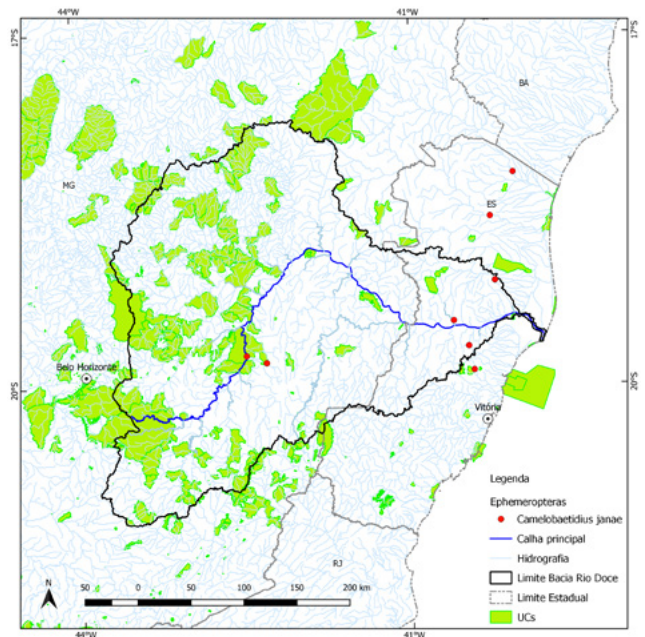 44°W
41°W
17°S
17°S
BA
MG
ES
Belo Horizonte
20°S
20°S
Vitória
Legenda
Ephemeropteras
Camelobaetidius janae
Calha principal
Hidrografia
Limite Bacia Rio Doce
Limite Estadual
UCs
RJ
N
50 0 50 100 150 200 km
44°W
41°W